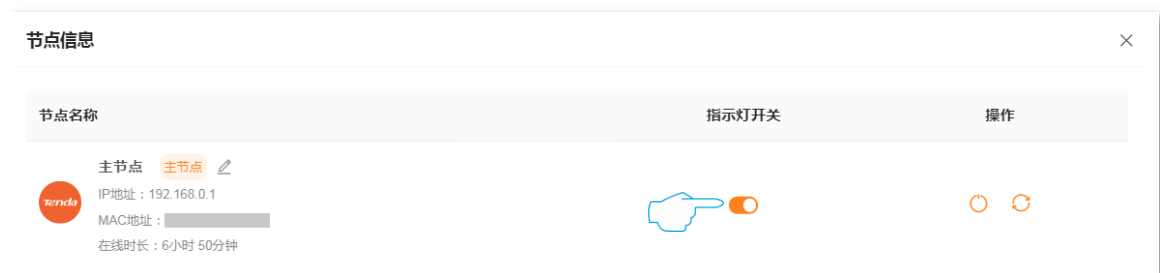 节点信息
节点名称 指示灯开关 操作
主节点 主节点
Tenda
IP地址：192.168.0.1
MAC地址：
在线时长：6小时 50分钟